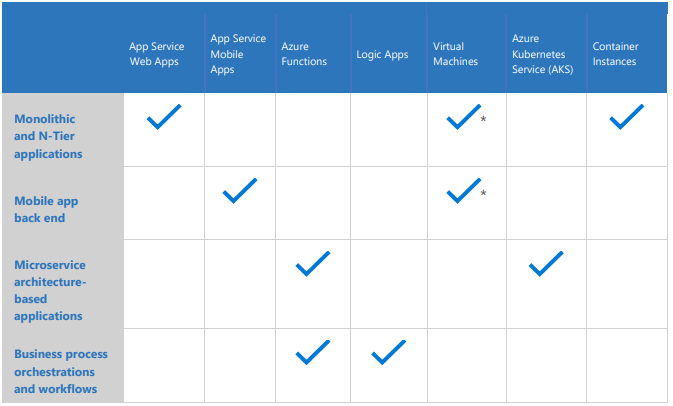 App Service
Web Apps
App Service
Mobile
Apps
Azure
Functions
Logic Apps
Virtual
Machines
Azure
Kubernetes
Service (AKS)
Container
Instances
Monolithic
and N-Tier
applications
*
Mobile app
back end
*
Microservice
architecture-
based
applications
Business process
orchestrations
and workflows